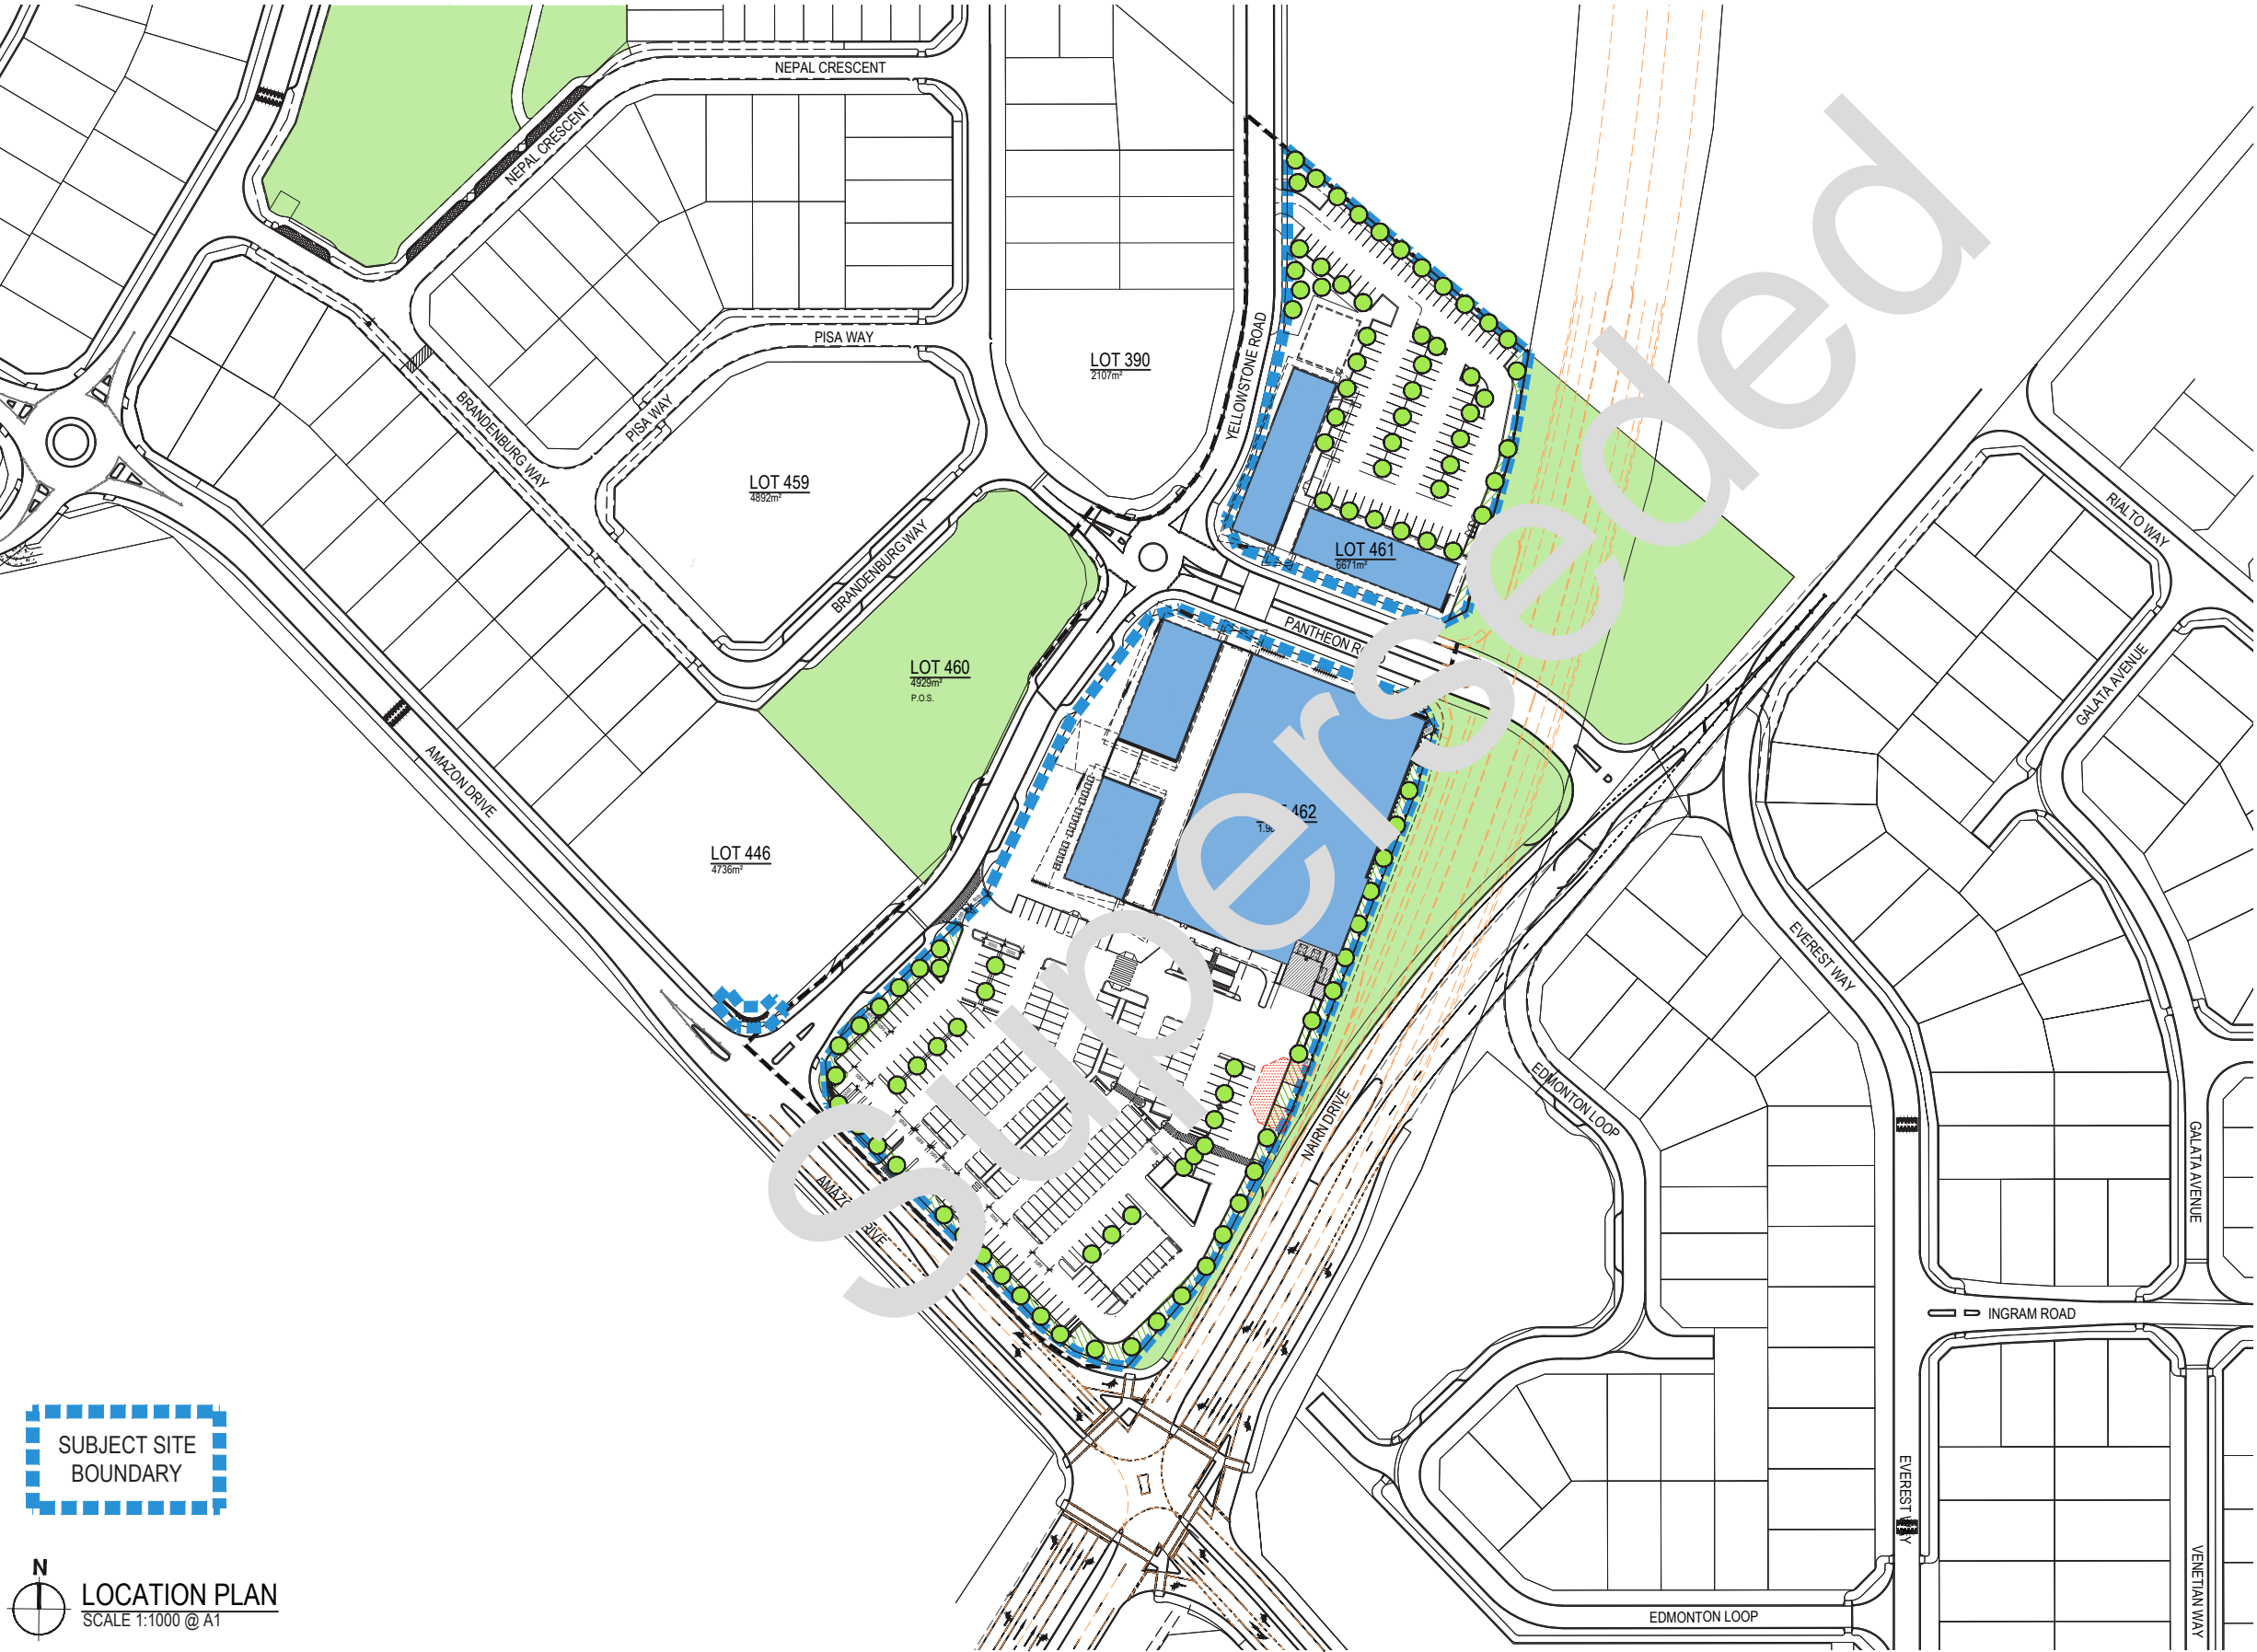 NEPAL CRESCENT
NEPAL CRESCENT
PISA WAY
PISA WAY
BRANDENBURG WAY
BRANDENBURG WAY
YELLOWSTONE ROAD
LOT 390
2107m²
LOT 459
4892m²
LOT 461
6671m²
LOT 460
4929m²
P.O.S.
PANTHEON
LOT 446
4736m²
462
AMAZON DRIVE
NAIRN DRIVE
RIALTO WAY
GALATA AVENUE
EVEREST WAY
EDMONTON LOOP
GALATA AVENUE
INGRAM ROAD
EVEREST WAY
VENETIAN WAY
EDMONTON LOOP
Superseded
SUBJECT SITE
BOUNDARY
N
LOCATION PLAN
SCALE 1:1000 @ A1